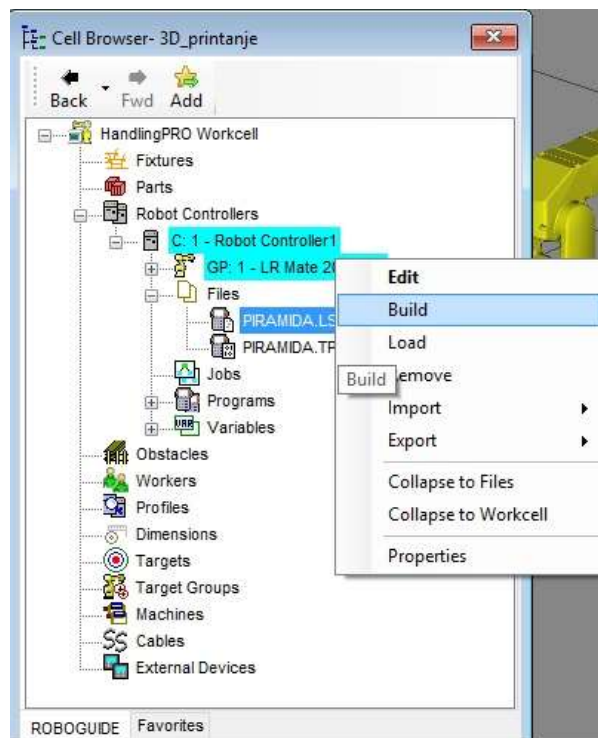 Cell Browser- 3D_printanje
Back Fwd Add
HandlingPRO Workcell
Fixtures
Parts
Robot Controllers
C: 1 - Robot Controller1
GP: 1 - LR Mate
Files
PIRAMIDA.LS
PIRAMIDA.TP
Jobs
Programs
Variables
Obstacles
Workers
Profiles
Dimensions
Targets
Target Groups
Machines
Cables
External Devices
Edit
Build
Load
Build
Import
Export
Collapse to Files
Collapse to Workcell
Properties
ROBOGUIDE Favorites